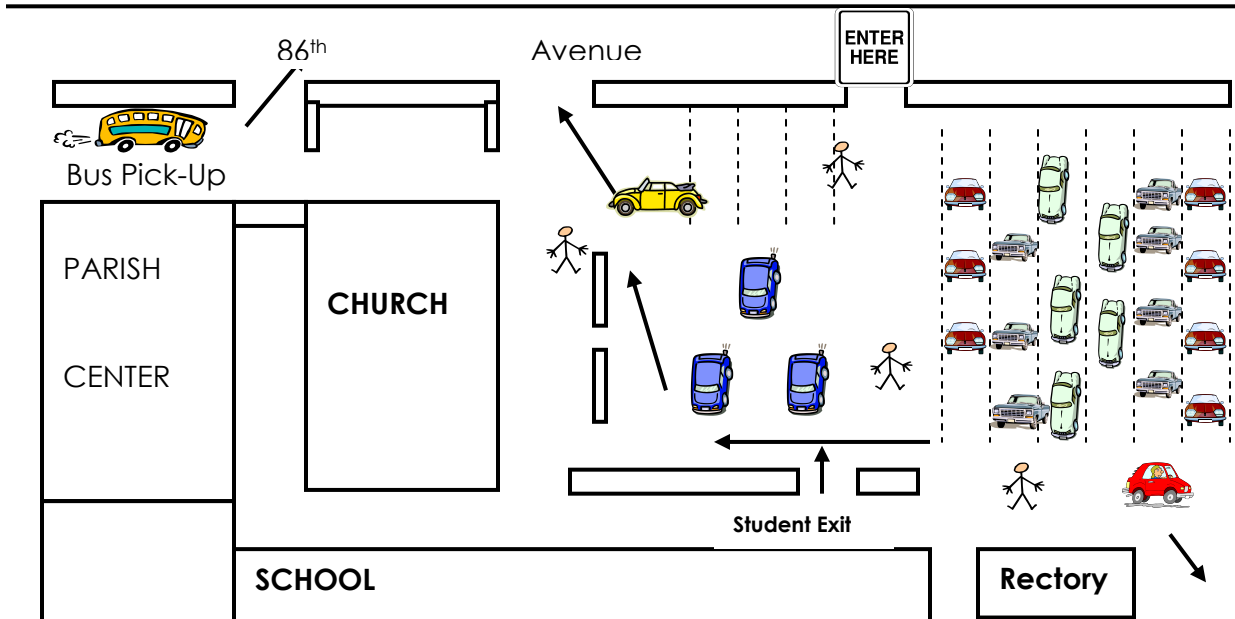 86th
Avenue
ENTER
HERE
Bus Pick-Up
PARISH
CENTER
CHURCH
Student Exit
SCHOOL
Rectory